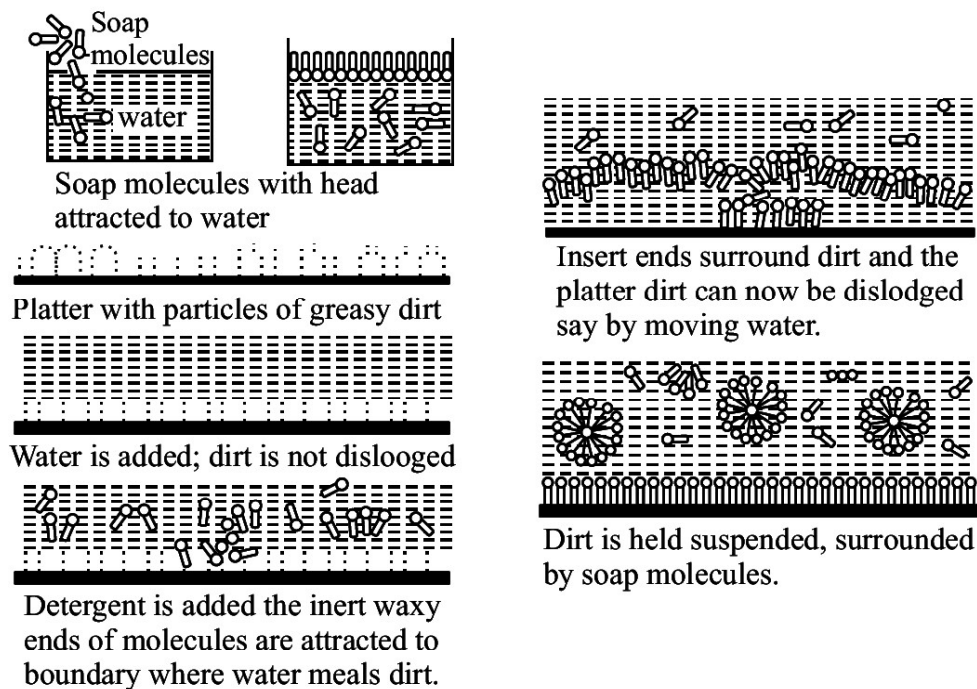 Soap
molecules
water
Soap molecules with head
attracted to water
Platter with particles of greasy dirt
Water is added; dirt is not dislooged
Detergent is added the inert waxy
ends of molecules are attracted to
boundary where water meals dirt.
Insert ends surround dirt and the
platter dirt can now be dislodged
say by moving water.
Dirt is held suspended, surrounded
by soap molecules.